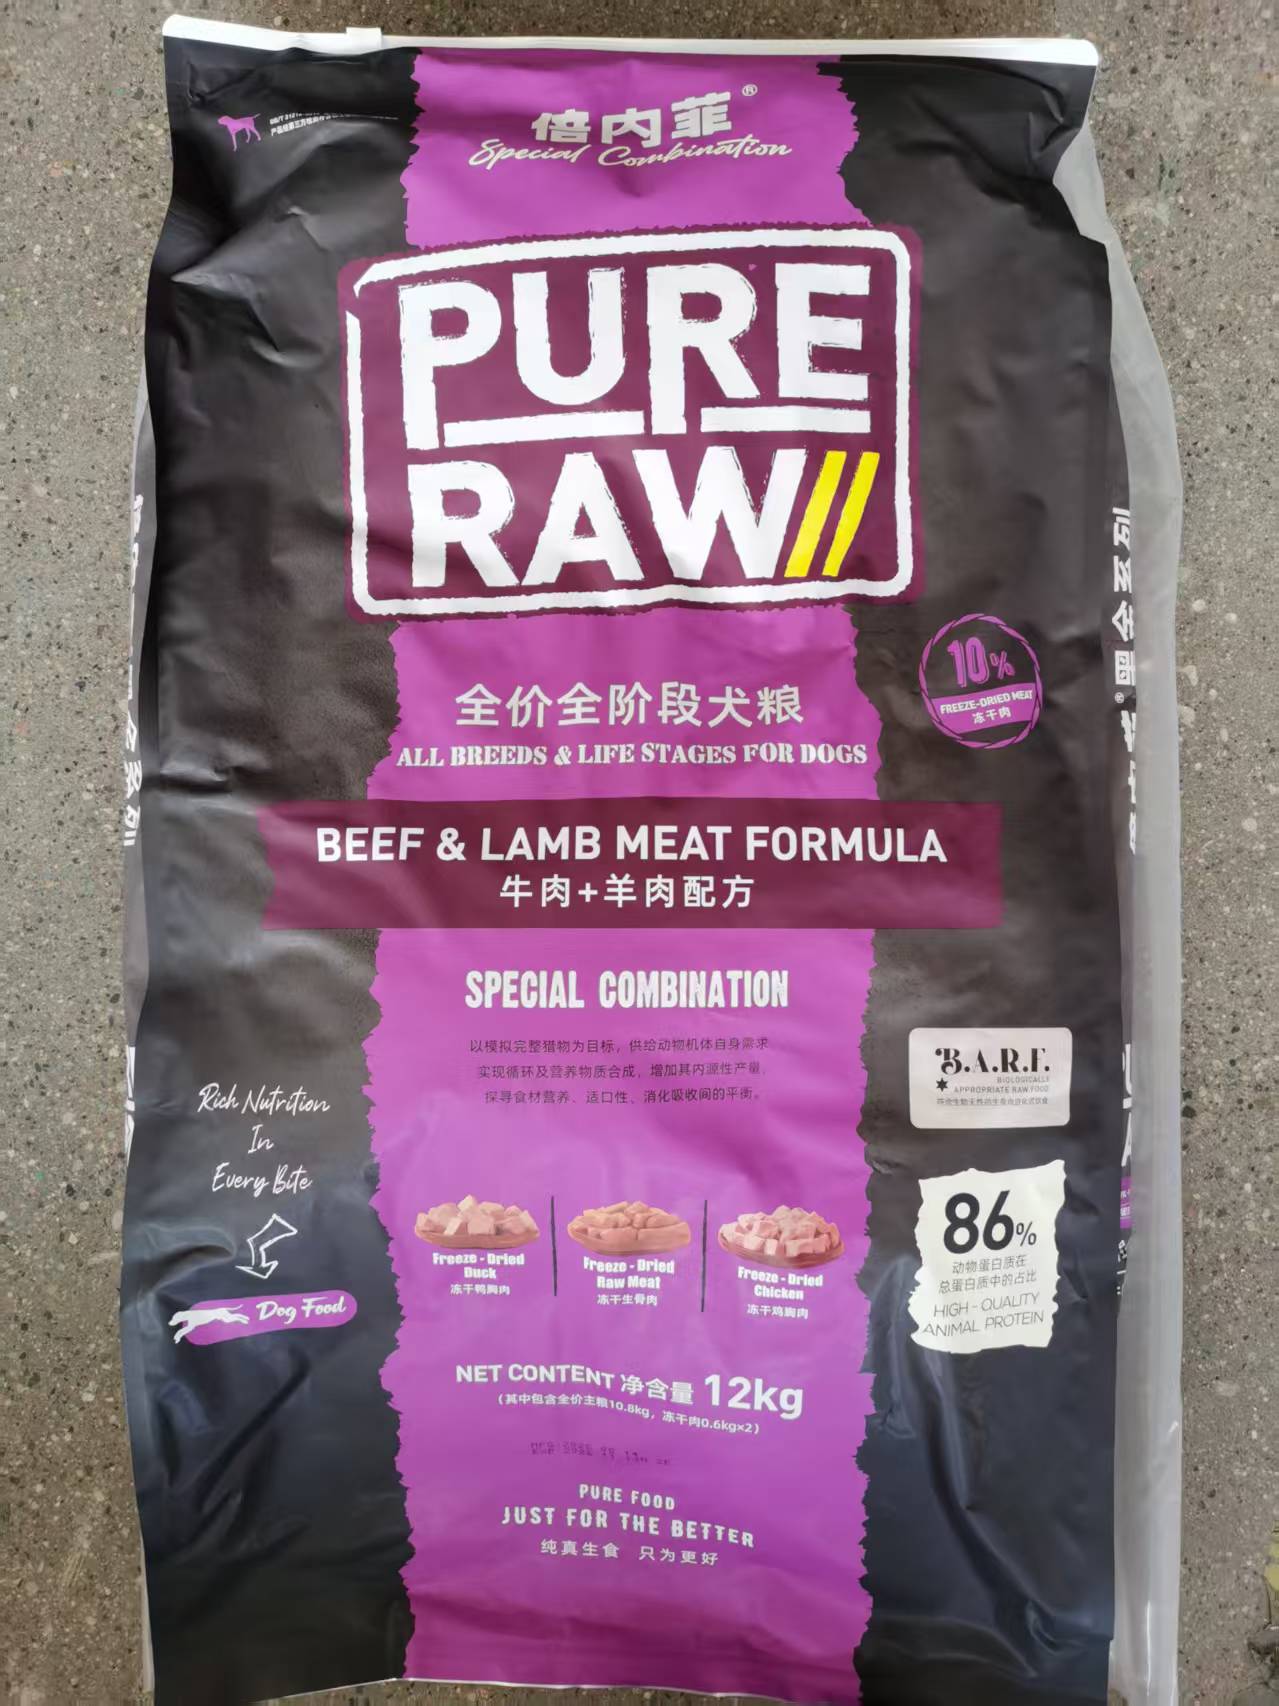 倍内菲®
Special Combination
PURE
RAW//
10%
FREEZE-DRIED MEAT
冻干肉
全价全阶段犬粮
ALL BREEDS & LIFE STAGES FOR DOGS
BEEF & LAMB MEAT FORMULA
牛肉+羊肉配方
SPECIAL COMBINATION
以模拟完整猎物为目标，供给动物机体自身需求
实现循环及营养物质合成，增加其内源性产量，
探寻食材营养、适口性、消化吸收间的平衡。
B.A.R.F.
BIOLOGICALLY
APPROPRIATE RAW FOOD
Rich Nutrition
In
Every Bite
Dog Food
86%
动物蛋白质在
总蛋白质中的占比
HIGH-QUALITY
ANIMAL PROTEIN
Freeze-Dried
Duck
冻干鸭胸肉
Freeze-Dried
Raw Meat
冻干生骨肉
Freeze-Dried
Chicken
冻干鸡胸肉
NET CONTENT 净含量 12kg
(其中包含全价主粮10.8kg，冻干肉0.6kg×2)
PURE FOOD
JUST FOR THE BETTER
纯真生食 只为更好